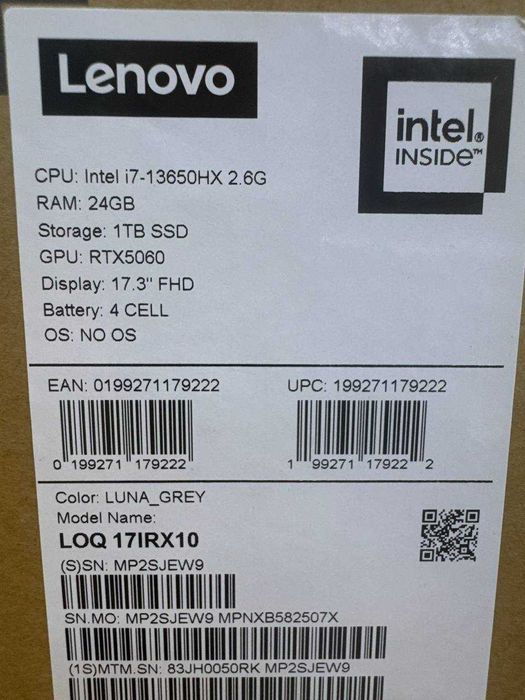 Lenovo
intel®
INSIDE™
CPU: Intel i7-13650HX 2.6G
RAM: 24GB
Storage: 1TB SSD
GPU: RTX5060
Display: 17.3" FHD
Battery: 4 CELL
OS: NO OS
EAN: 0199271179222
UPC: 199271179222
0 199271 179222
1 99271 17922 2
Color: LUNA_GREY
Model Name:
LOQ 17IRX10
(S)SN: MP2SJEW9
SN.MO: MP2SJEW9 MPNXB582507X
(1S)MTM.SN: 83JH0050RK MP2SJEW9